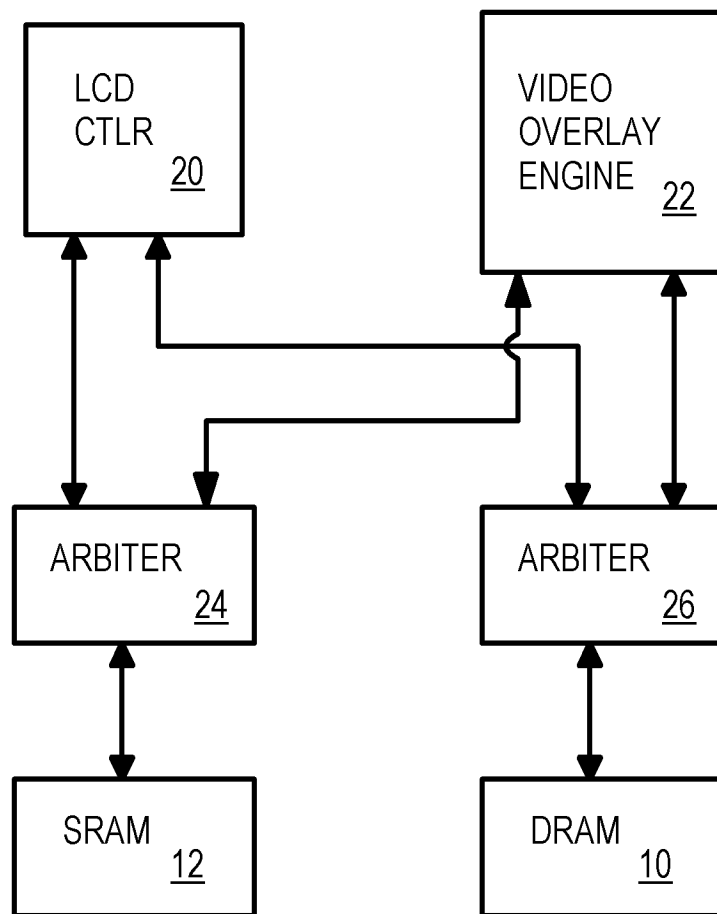 LCD
CTLR
20
VIDEO
OVERLAY
ENGINE
22
ARBITER
24
ARBITER
26
SRAM
12
DRAM
10